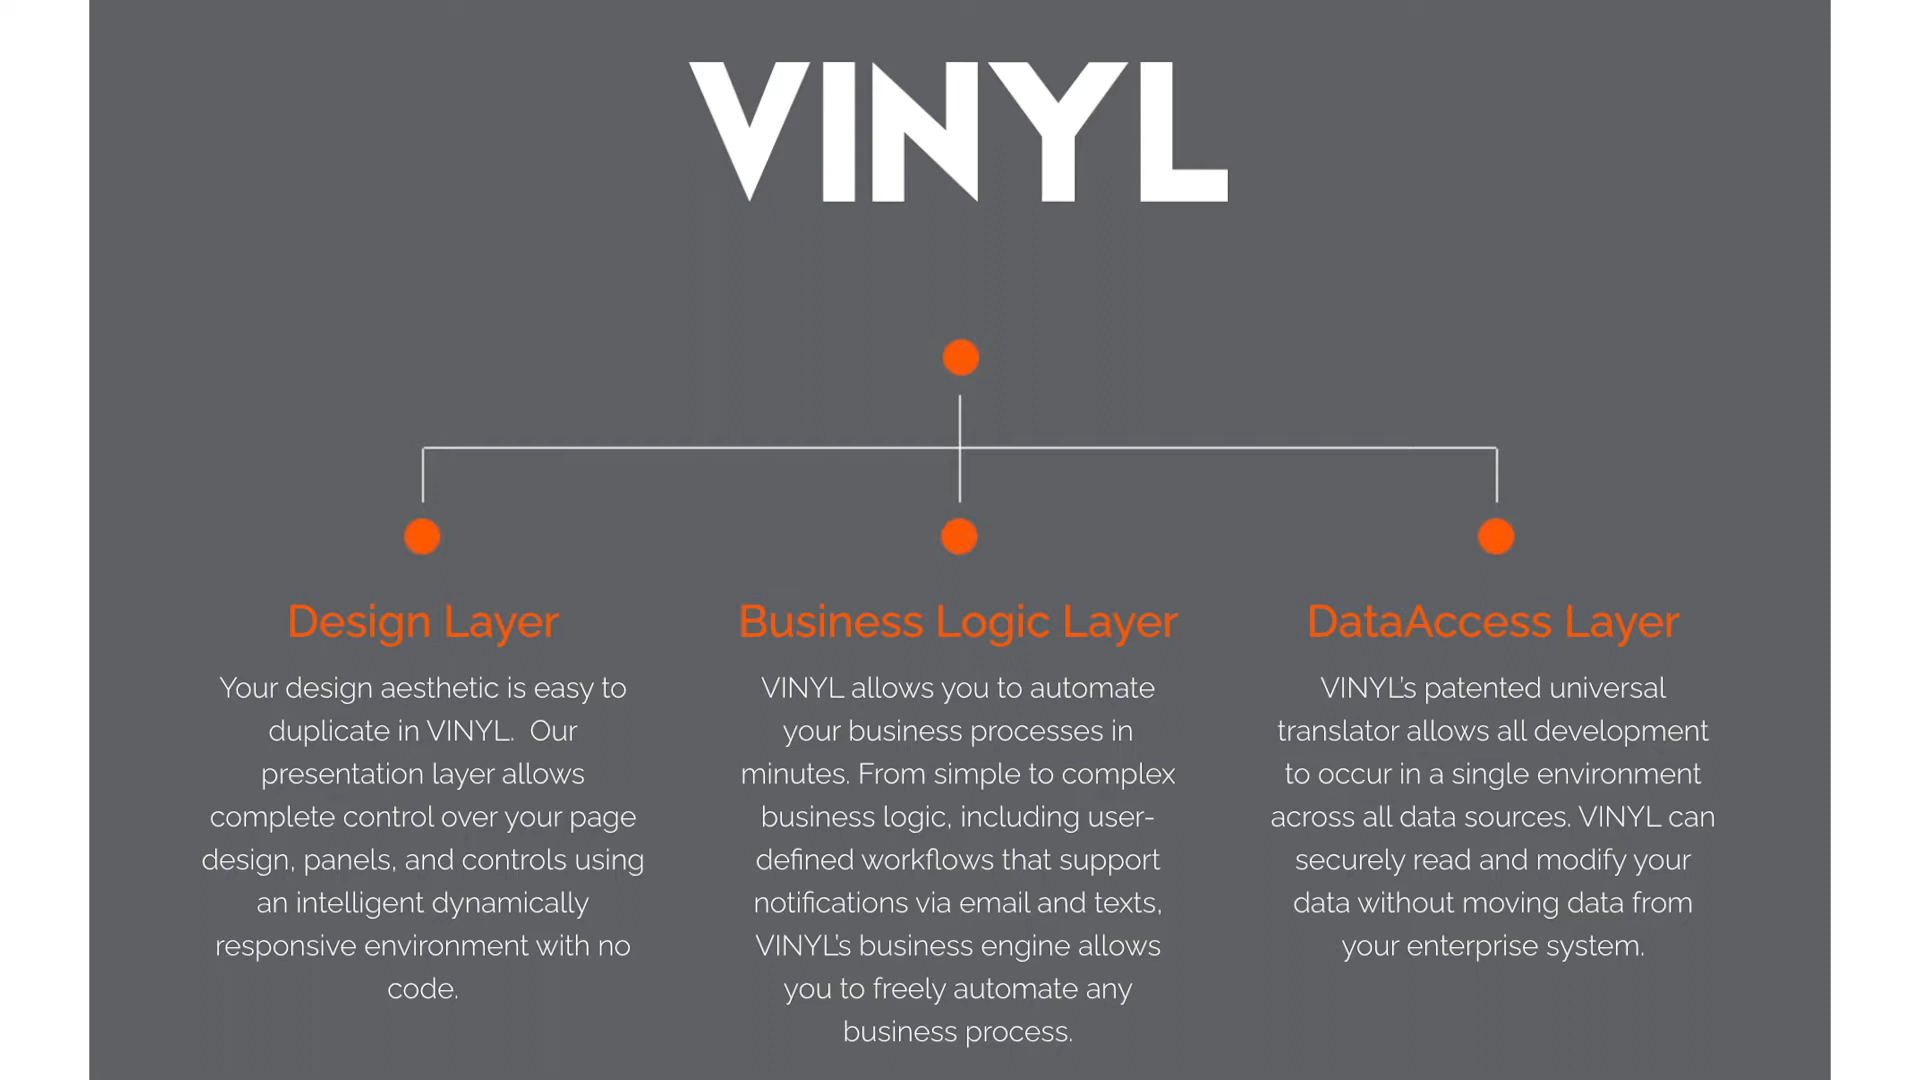 VINYL
Design Layer
Your design aesthetic is easy to
duplicate in VINYL.  Our
presentation layer allows
complete control over your page
design, panels, and controls using
an intelligent dynamically
responsive environment with no
code.
Business Logic Layer
VINYL allows you to automate
your business processes in
minutes. From simple to complex
business logic, including user-
defined workflows that support
notifications via email and texts,
VINYL's business engine allows
you to freely automate any
business process.
DataAccess Layer
VINYL's patented universal
translator allows all development
to occur in a single environment
across all data sources. VINYL can
securely read and modify your
data without moving data from
your enterprise system.